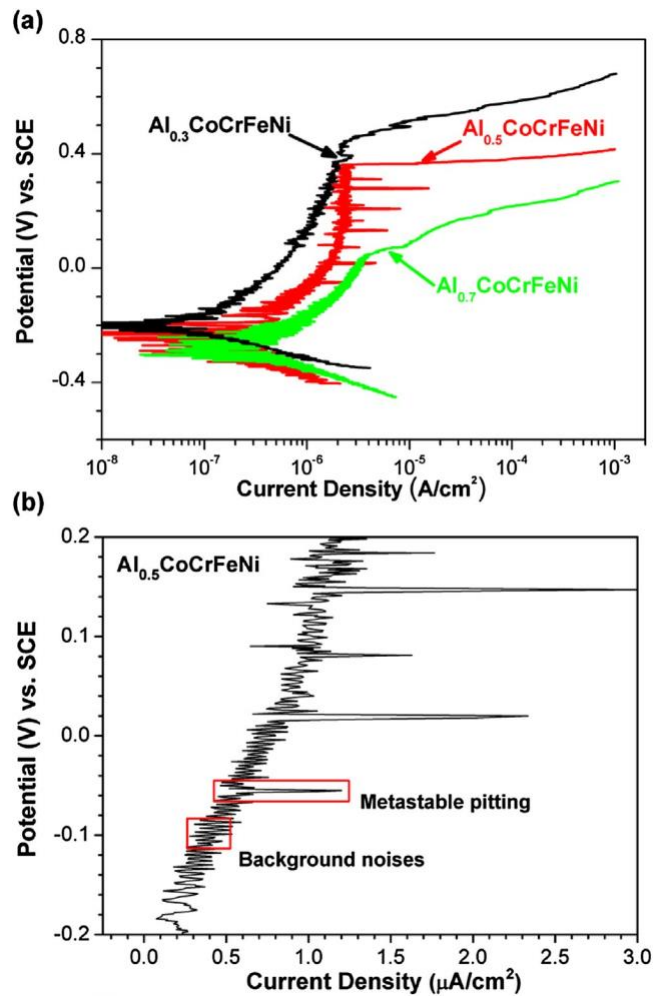 (a)
0.8
0.4
0.0
-0.4
Potential (V) vs. SCE
Al₀.₃CoCrFeNi
Al₀.₅CoCrFeNi
Al₀.₇CoCrFeNi
10⁻⁸
10⁻⁷
10⁻⁶
10⁻⁵
10⁻⁴
10⁻³
Current Density (A/cm²)
(b)
0.2
0.1
0.0
-0.1
-0.2
Potential (V) vs. SCE
Al₀.₅CoCrFeNi
Metastable pitting
Background noises
0.0
0.5
1.0
1.5
2.0
2.5
3.0
Current Density (μA/cm²)